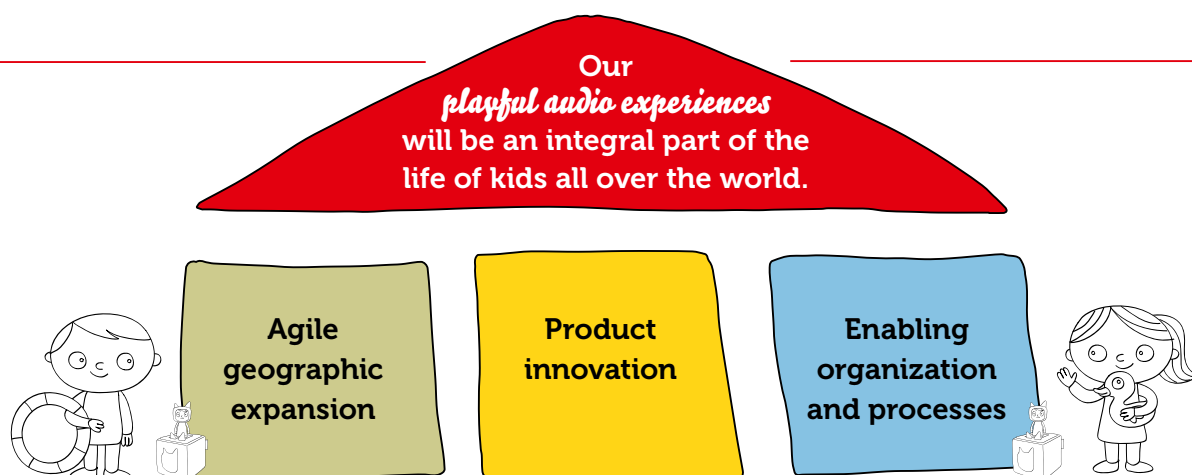 Our
playful audio experiences
will be an integral part of the
life of kids all over the world.
Agile
geographic
expansion
Product
innovation
Enabling
organization
and processes